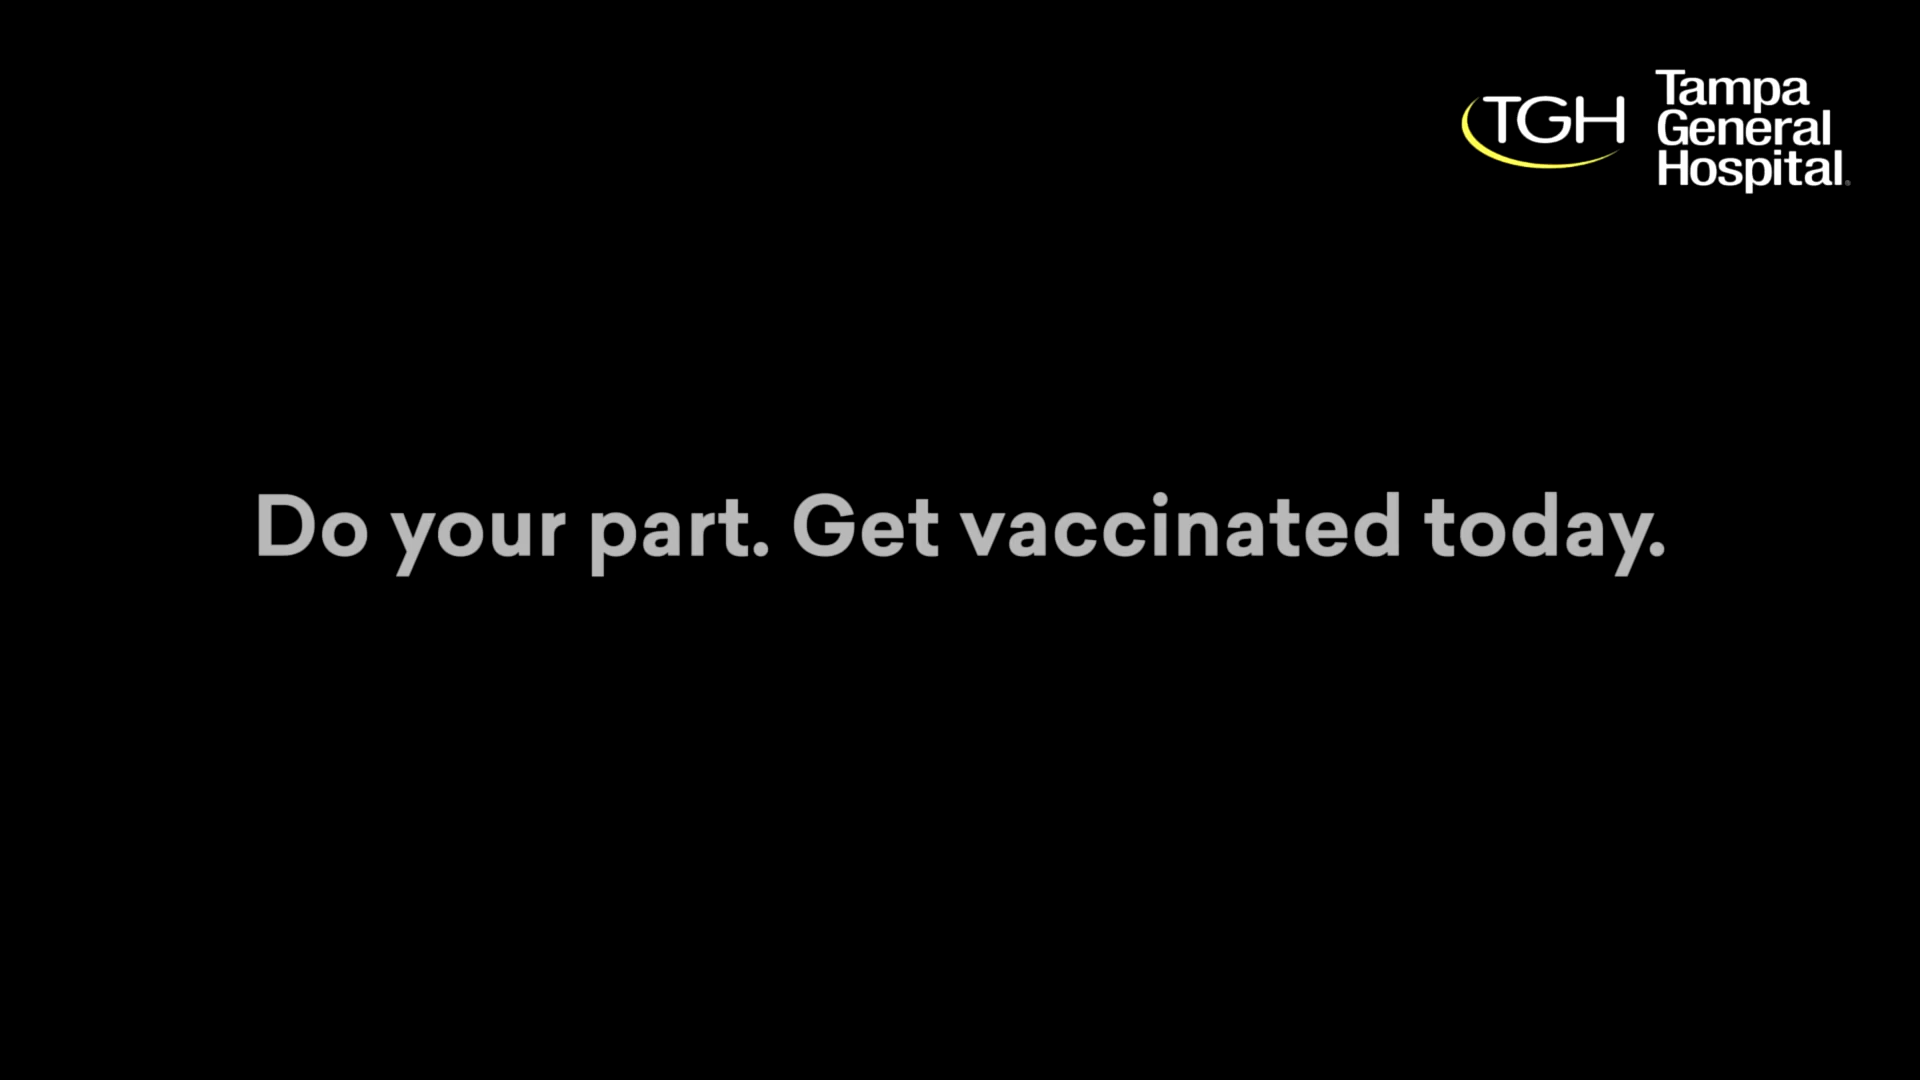 TGH
Tampa
General
Hospital®
Do your part. Get vaccinated today.